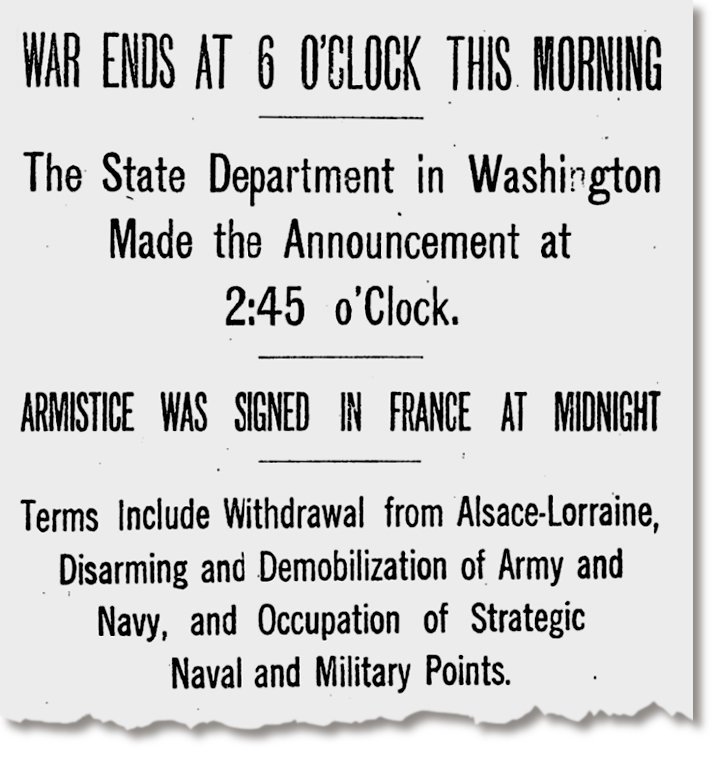 WAR ENDS AT 6 O'CLOCK THIS MORNING
The State Department in Washington
Made the Announcement at
2:45 o'Clock.
ARMISTICE WAS SIGNED IN FRANCE AT MIDNIGHT
Terms Include Withdrawal from Alsace-Lorraine,
Disarming and Demobilization of Army and
Navy, and Occupation of Strategic
Naval and Military Points.